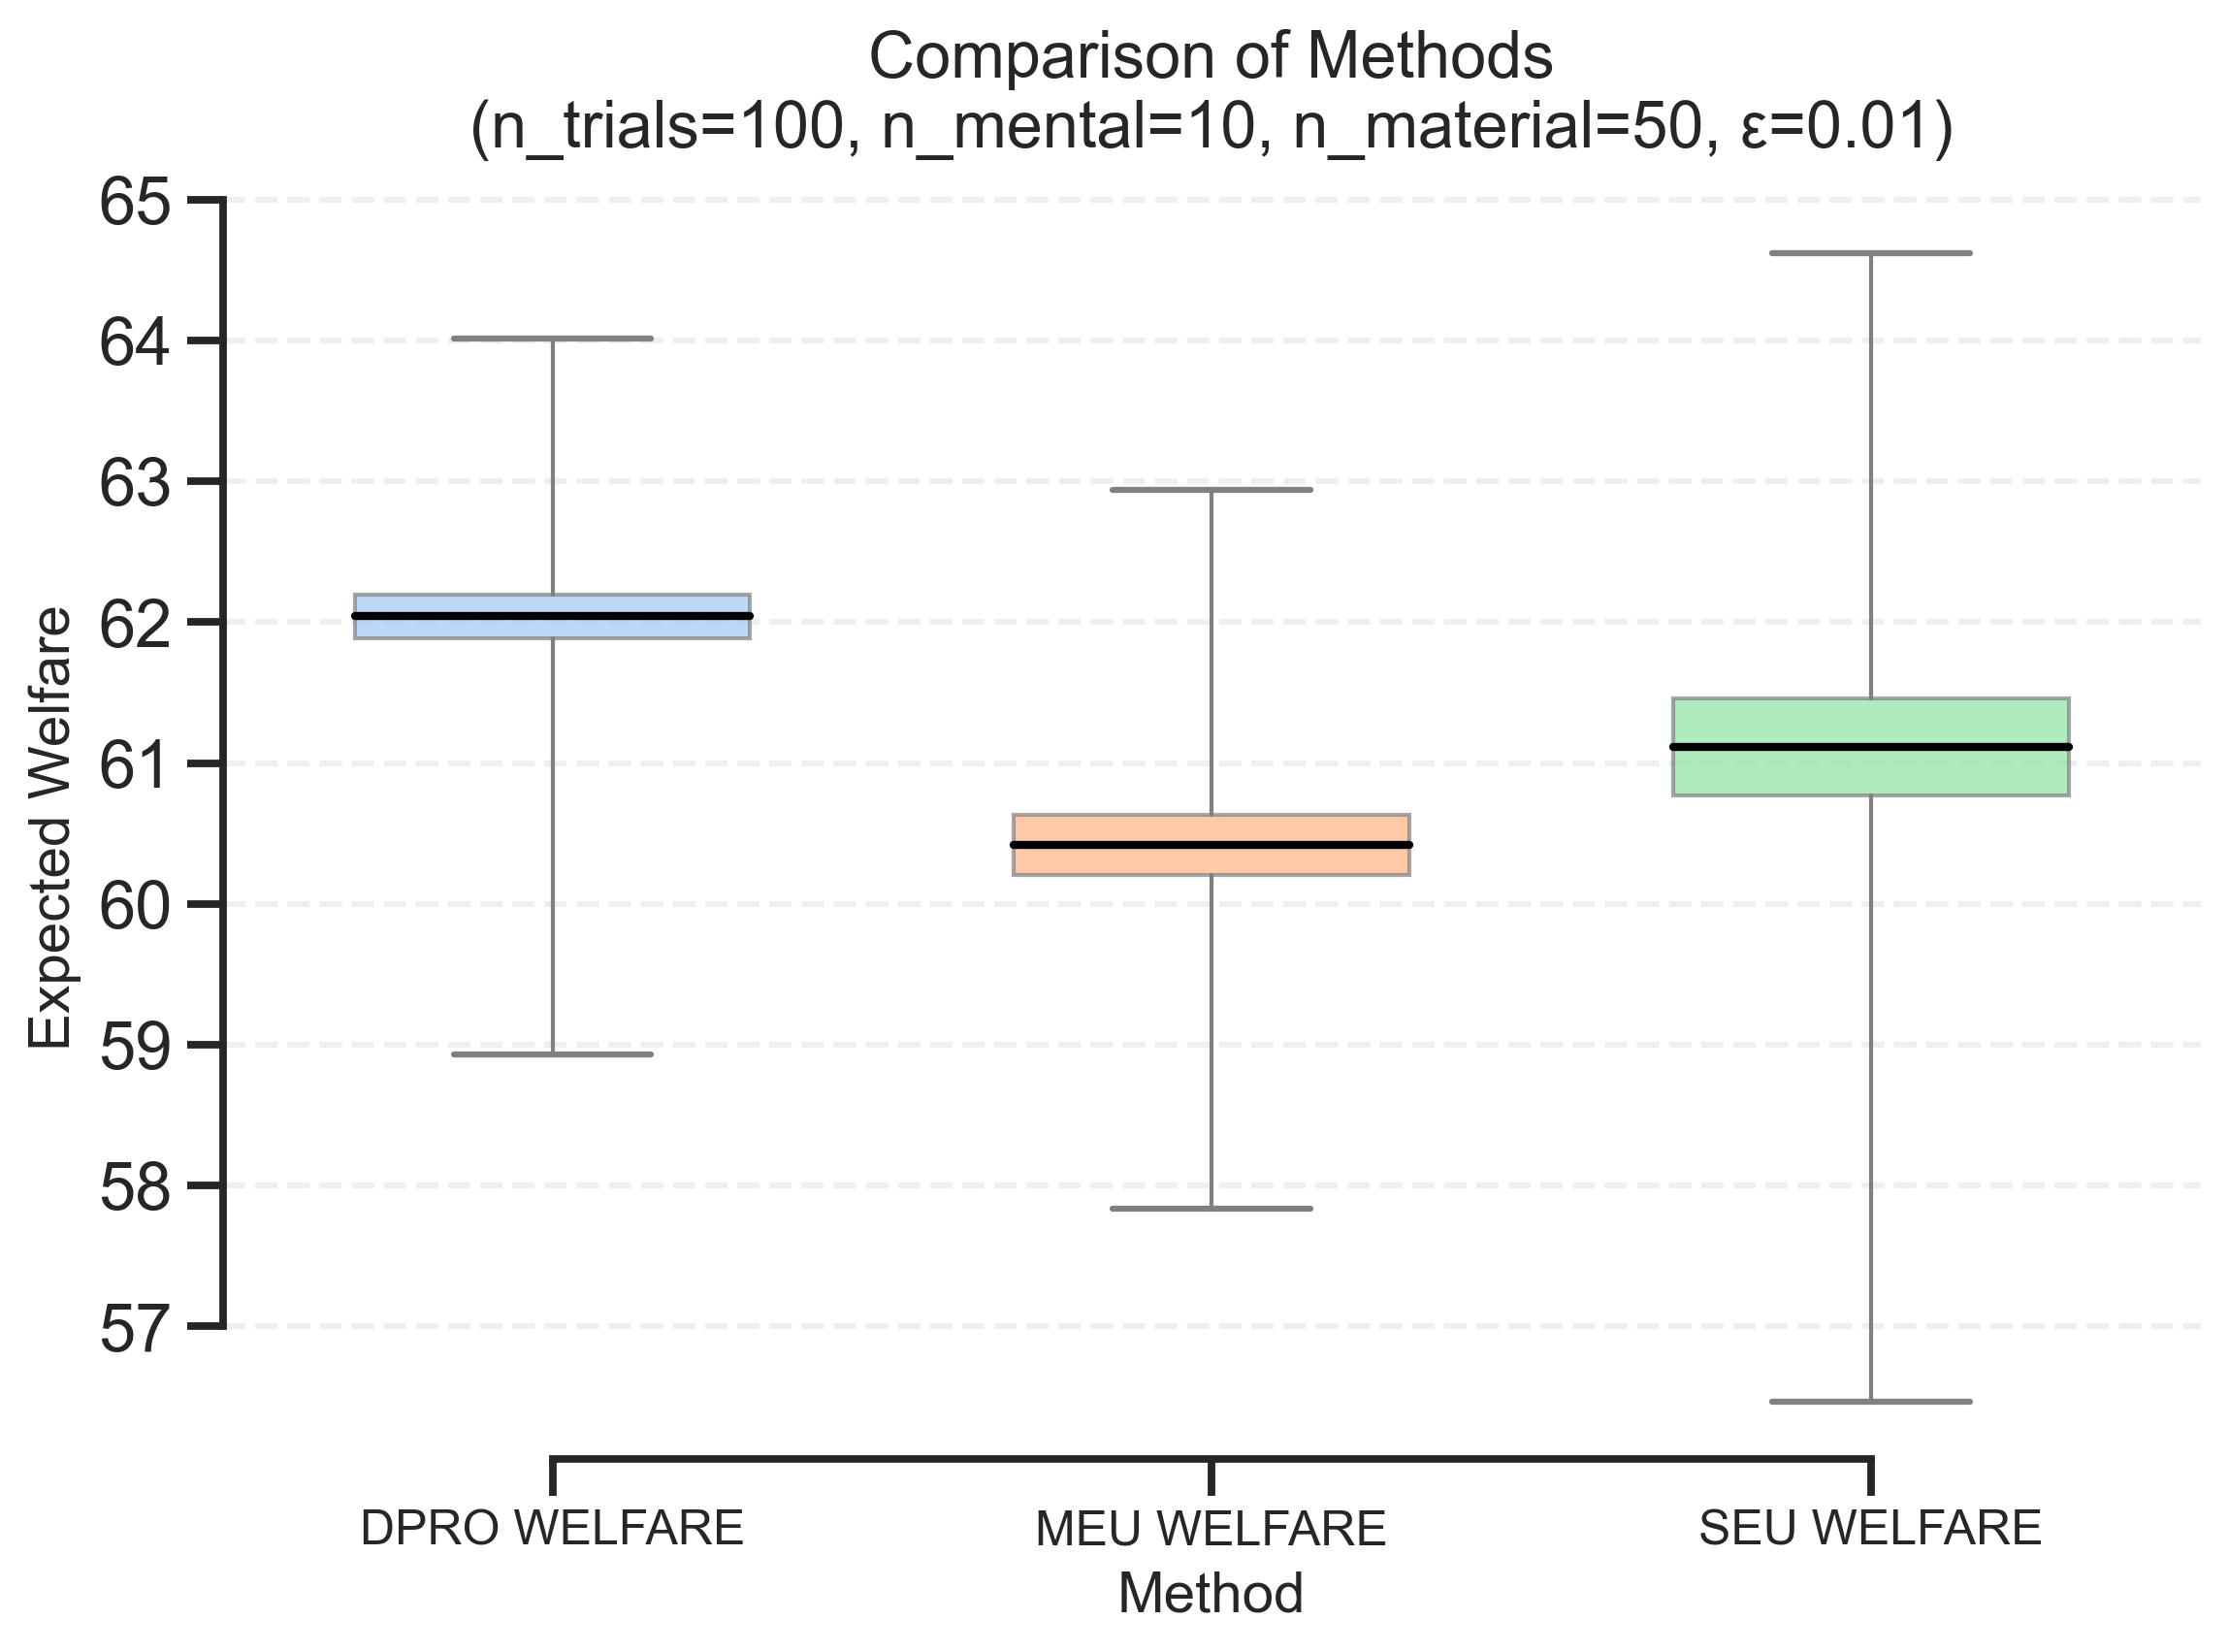 Comparison of Methods
(n_trials=100, n_mental=10, n_material=50, ε=0.01)
65
64
63
62
61
60
59
58
57
Expected Welfare
DPRO WELFARE
MEU WELFARE
SEU WELFARE
Method